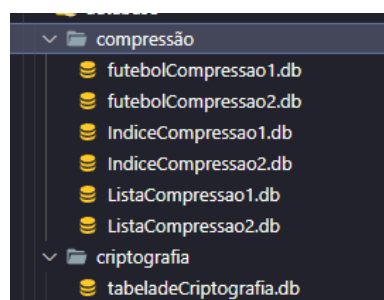 compressão
futebolCompressao1.db
futebolCompressao2.db
IndiceCompressao1.db
IndiceCompressao2.db
ListaCompressao1.db
ListaCompressao2.db
criptografia
tabeladeCriptografia.db